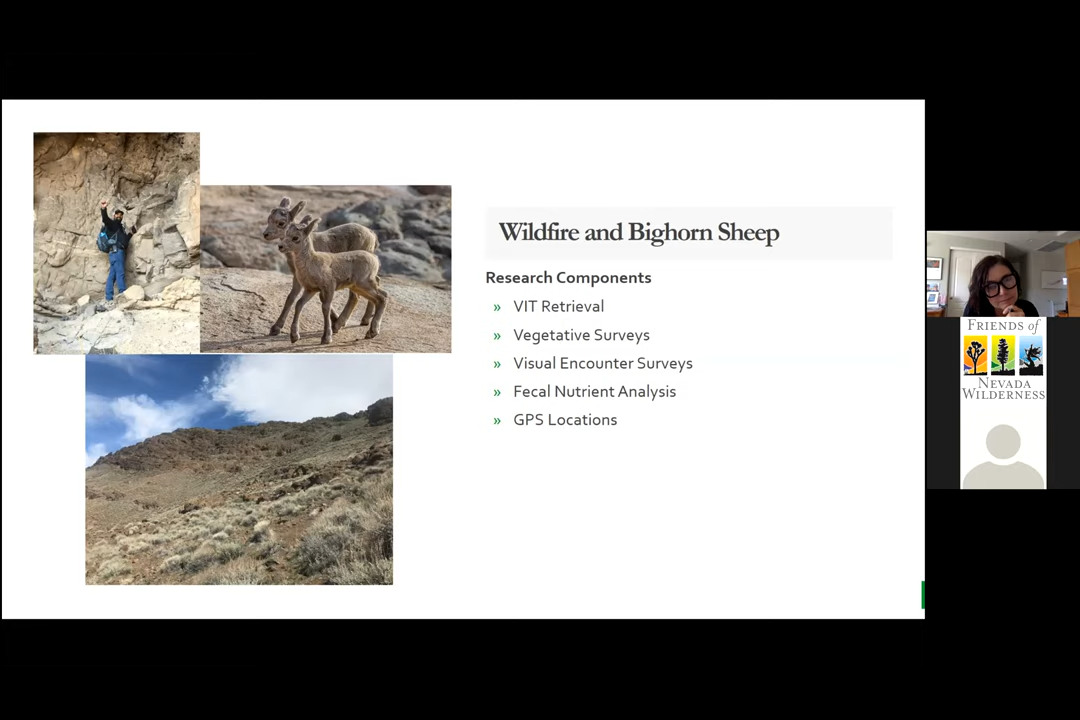 Wildfire and Bighorn Sheep
Research Components
» VIT Retrieval
» Vegetative Surveys
» Visual Encounter Surveys
» Fecal Nutrient Analysis
» GPS Locations
FRIENDS of
NEVADA
WILDERNESS